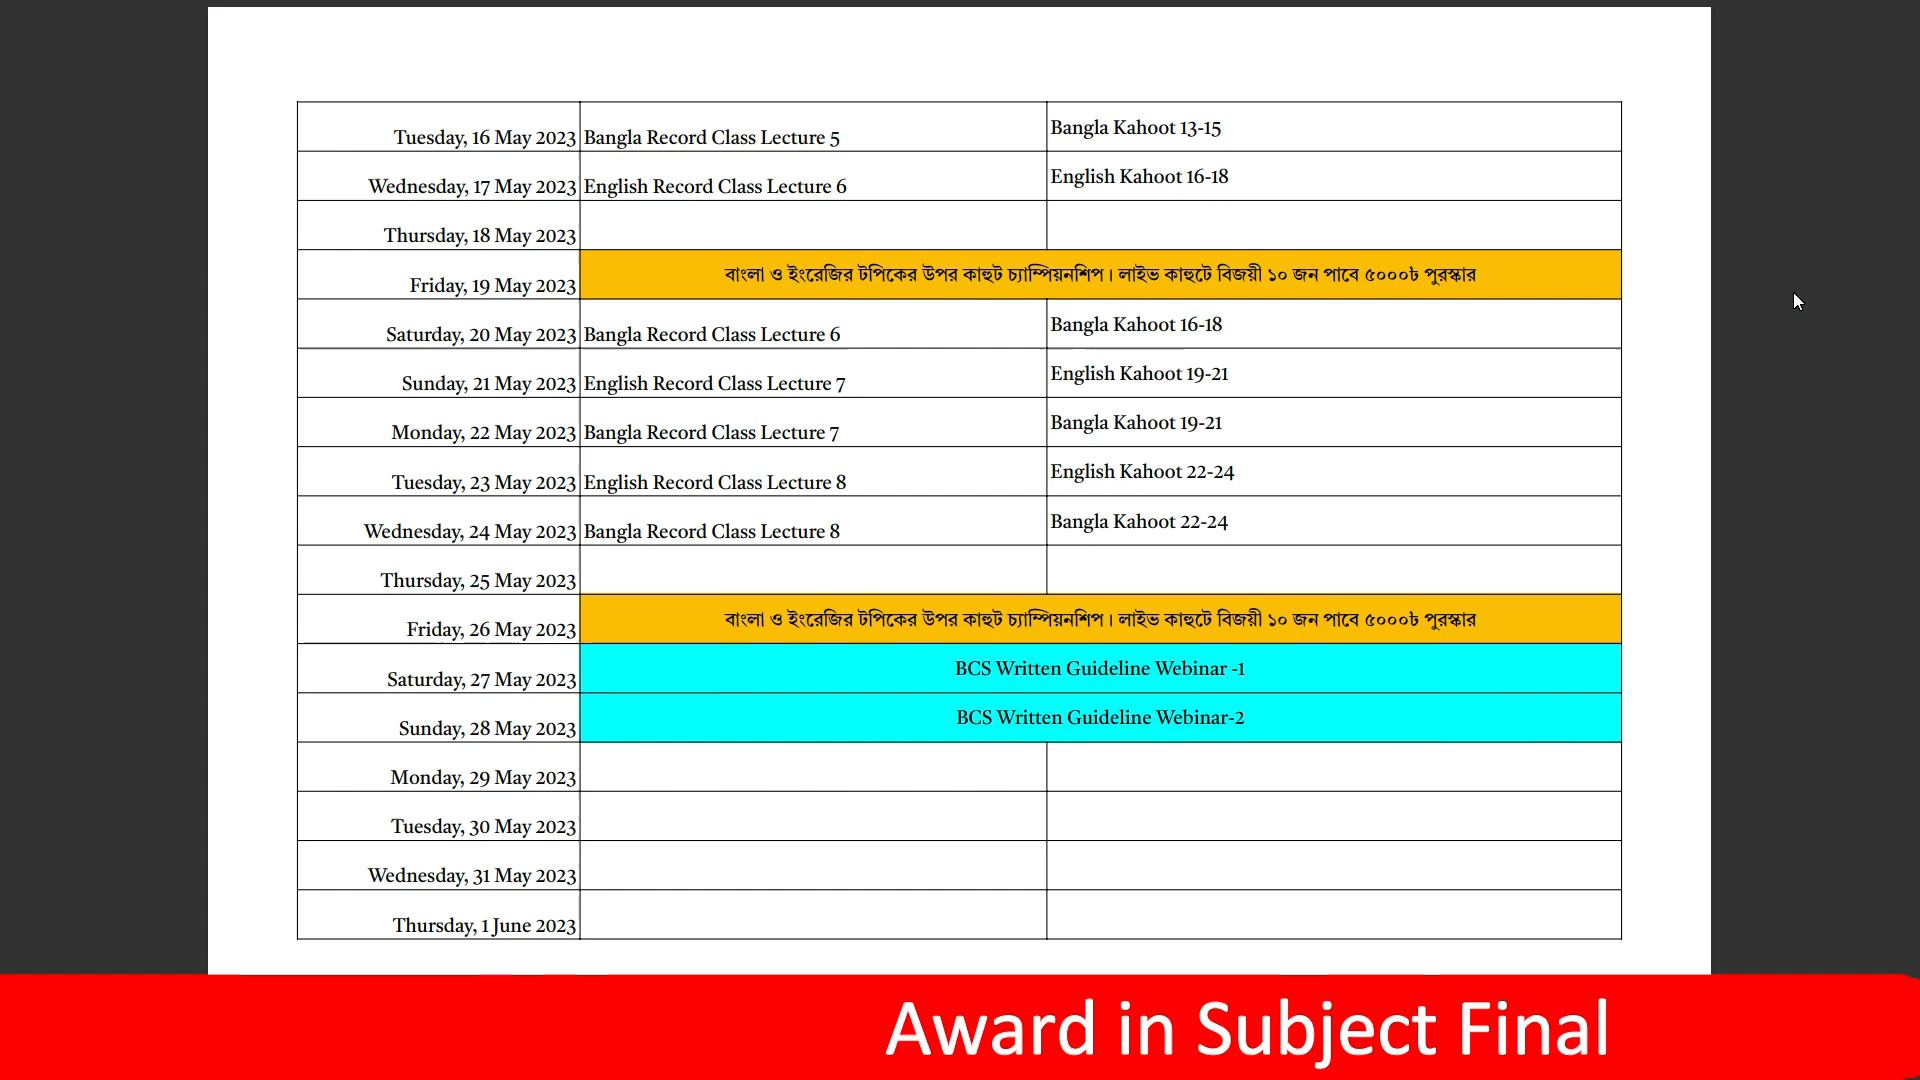 Tuesday, 16 May 2023 Bangla Record Class Lecture 5 Bangla Kahoot 13-15
Wednesday, 17 May 2023 English Record Class Lecture 6 English Kahoot 16-18
Thursday, 18 May 2023
Friday, 19 May 2023 বাংলা ও ইংরেজির টপিকের উপর কাহুট চ্যাম্পিয়নশিপ। লাইভ কাহুটে বিজয়ী ১০ জন পাবে ৫০০০৳ পুরস্কার
Saturday, 20 May 2023 Bangla Record Class Lecture 6 Bangla Kahoot 16-18
Sunday, 21 May 2023 English Record Class Lecture 7 English Kahoot 19-21
Monday, 22 May 2023 Bangla Record Class Lecture 7 Bangla Kahoot 19-21
Tuesday, 23 May 2023 English Record Class Lecture 8 English Kahoot 22-24
Wednesday, 24 May 2023 Bangla Record Class Lecture 8 Bangla Kahoot 22-24
Thursday, 25 May 2023
Friday, 26 May 2023 বাংলা ও ইংরেজির টপিকের উপর কাহুট চ্যাম্পিয়নশিপ। লাইভ কাহুটে বিজয়ী ১০ জন পাবে ৫০০০৳ পুরস্কার
Saturday, 27 May 2023 BCS Written Guideline Webinar -1
Sunday, 28 May 2023 BCS Written Guideline Webinar-2
Monday, 29 May 2023
Tuesday, 30 May 2023
Wednesday, 31 May 2023
Thursday, 1 June 2023
Award in Subject Final